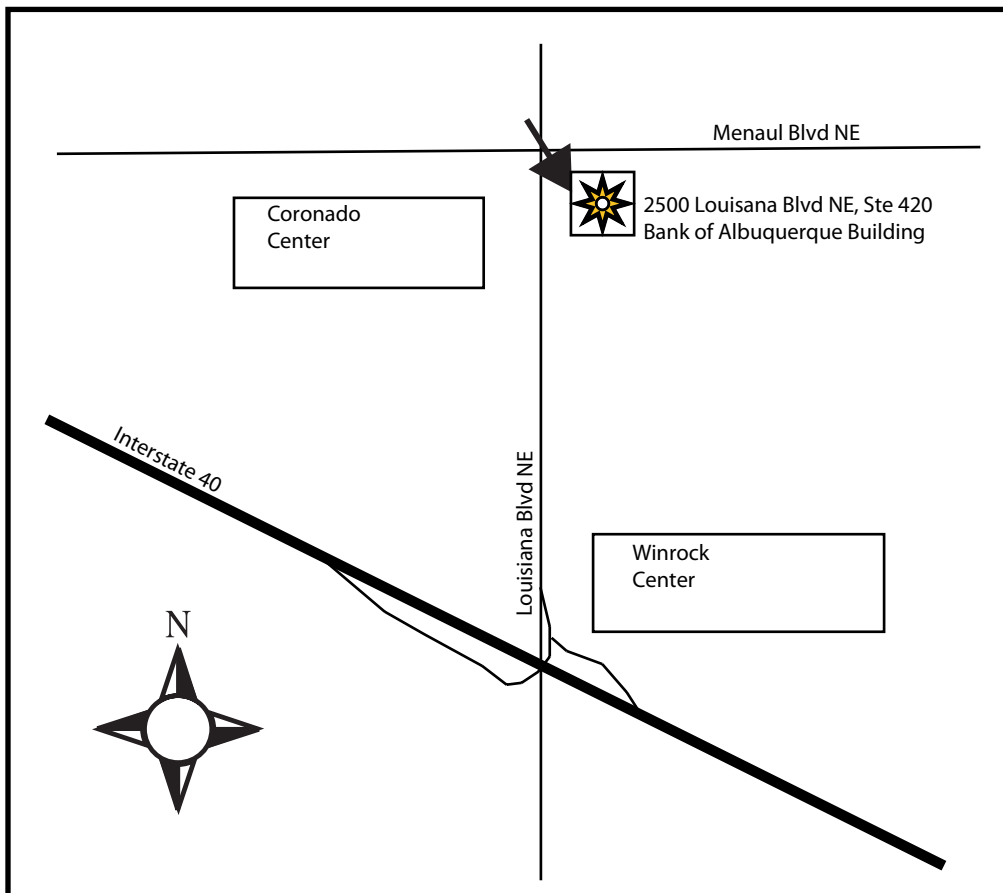 Menaul Blvd NE
Coronado
Center
2500 Louisana Blvd NE, Ste 420
Bank of Albuquerque Building
Interstate 40
Louisiana Blvd NE
Winrock
Center
N